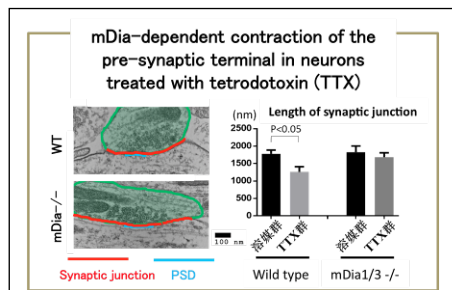 mDia-dependent contraction of the
pre-synaptic terminal in neurons
treated with tetrodotoxin (TTX)
WT
mDia-/-
100 nm
Synaptic junction
PSD
(nm)
Length of synaptic junction
P<0.05
2500
2000
1500
1000
500
0
溶媒群
TTX群
溶媒群
TTX群
Wild type
mDia1/3 -/-